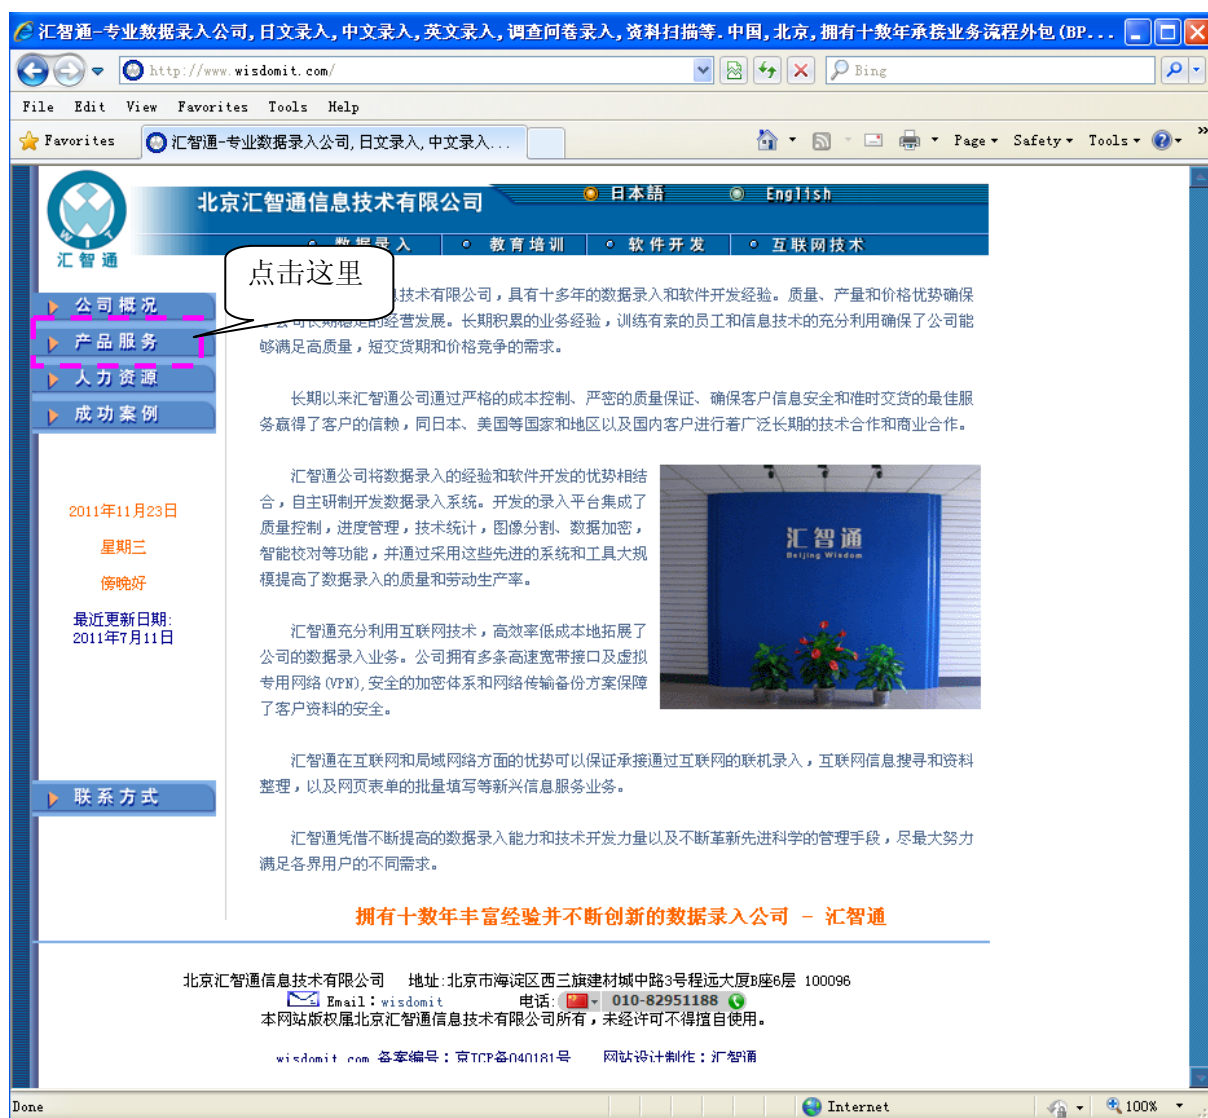 汇智通-专业数据录入公司,日文录入,中文录入,英文录入,调查问卷录入,资料扫描等.中国,北京,拥有十数年承接业务流程外包(BP...
http://www.wisdomit.com/
Bing
File Edit View Favorites Tools Help
Favorites 汇智通-专业数据录入公司,日文录入,中文录入... Page Safety Tools
北京汇智通信息技术有限公司 日本語 English
WIT
汇智通
数据录入 教育培训 软件开发 互联网技术
点击这里
公司概况
产品服务
人力资源
成功案例
2011年11月23日
星期三
傍晚好
最近更新日期:
2011年7月11日
联系方式
技术有限公司，具有十多年的数据录入和软件开发经验。质量、产量和价格优势确保
了公司长期稳定的经营发展。长期积累的业务经验，训练有素的员工和信息技术的充分利用确保了公司能
够满足高质量，短交货期和价格竞争的需求。
长期以来汇智通公司通过严格的成本控制、严密的质量保证、确保客户信息安全和准时交货的最佳服
务赢得了客户的信赖，同日本、美国等国家和地区以及国内客户进行着广泛长期的技术合作和商业合作。
汇智通公司将数据录入的经验和软件开发的优势相结
合，自主研制开发数据录入系统。开发的录入平台集成了
质量控制，进度管理，技术统计，图像分割、数据加密，
智能校对等功能，并通过采用这些先进的系统和工具大规
模提高了数据录入的质量和劳动生产率。
汇智通
Beijing Wisdom
汇智通充分利用互联网技术，高效率低成本地拓展了
公司的数据录入业务。公司拥有多条高速宽带接口及虚拟
专用网络(VPN),安全的加密体系和网络传输备份方案保障
了客户资料的安全。
汇智通在互联网和局域网络方面的优势可以保证承接通过互联网的联机录入，互联网信息搜寻和资料
整理，以及网页表单的批量填写等新兴信息服务业务。
汇智通凭借不断提高的数据录入能力和技术开发力量以及不断革新先进科学的管理手段，尽最大努力
满足各界用户的不同需求。
拥有十数年丰富经验并不断创新的数据录入公司 - 汇智通
北京汇智通信息技术有限公司 地址:北京市海淀区西三旗建材城中路3号程远大厦B座6层 100096
Email：wisdomit 电话: 010-82951188
本网站版权属北京汇智通信息技术有限公司所有，未经许可不得擅自使用。
wisdomit.com 备案编号：京ICP备040181号 网站设计制作：汇智通
Done Internet 100%